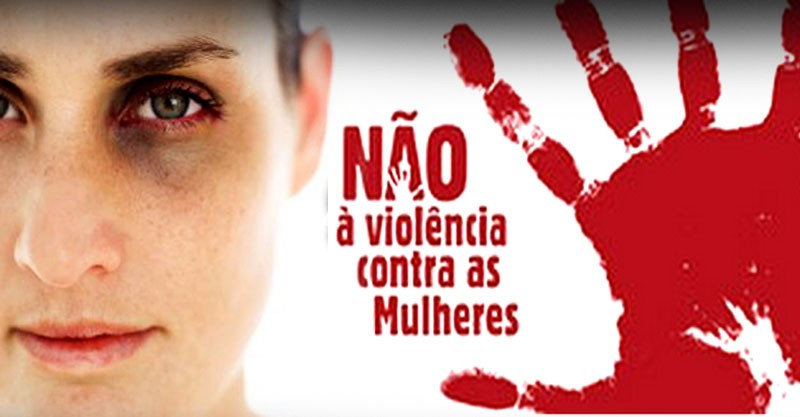 NÃO
à violência
contra as
Mulheres